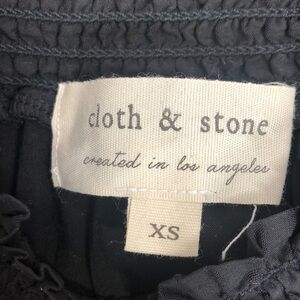 cloth & stone
created in los angeles
XS